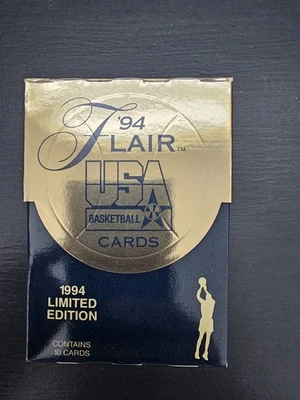 '94
FLAIR™
USA
BASKETBALL
CARDS
1994
LIMITED
EDITION
CONTAINS
10 CARDS